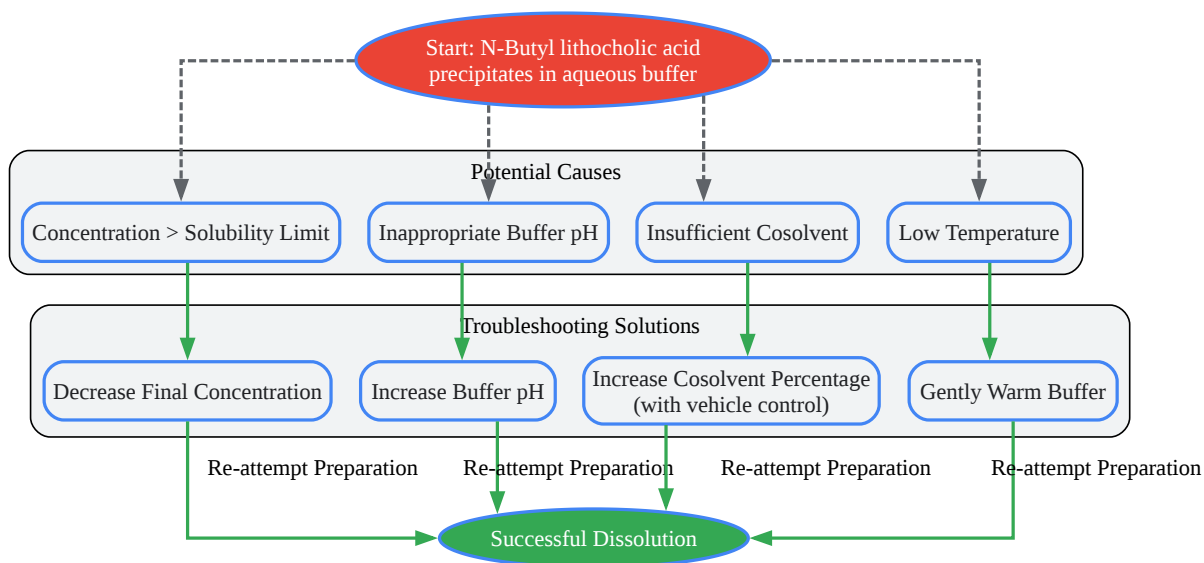 Start: N-Butyl lithocholic acid
precipitates in aqueous buffer
Potential Causes
Concentration > Solubility Limit
Inappropriate Buffer pH
Insufficient Cosolvent
Low Temperature
Troubleshooting Solutions
Decrease Final Concentration
Increase Buffer pH
Increase Cosolvent Percentage
(with vehicle control)
Gently Warm Buffer
Re-attempt Preparation
Re-attempt Preparation
Re-attempt Preparation
Re-attempt Preparation
Successful Dissolution